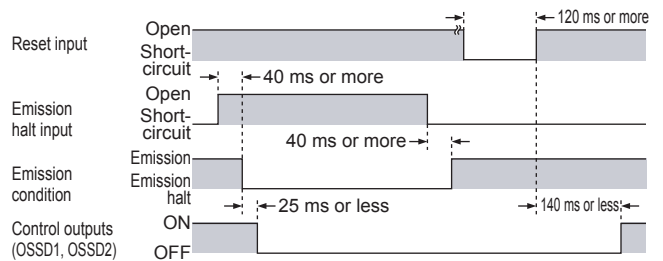 Reset input
Open
Short-
circuit
120 ms or more
40 ms or more
Emission
halt input
Open
Short-
circuit
40 ms or more
Emission
condition
Emission
Emission
halt
25 ms or less
140 ms or less
Control outputs
(OSSD1, OSSD2)
ON
OFF